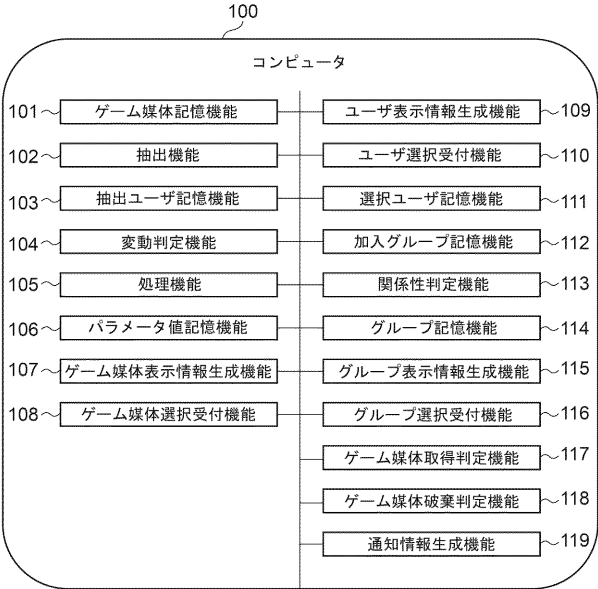 100
コンピュータ
101 ゲーム媒体記憶機能
102 抽出機能
103 抽出ユーザ記憶機能
104 変動判定機能
105 処理機能
106 パラメータ値記憶機能
107 ゲーム媒体表示情報生成機能
108 ゲーム媒体選択受付機能
ユーザ表示情報生成機能 109
ユーザ選択受付機能 110
選択ユーザ記憶機能 111
加入グループ記憶機能 112
関係性判定機能 113
グループ記憶機能 114
グループ表示情報生成機能 115
グループ選択受付機能 116
ゲーム媒体取得判定機能 117
ゲーム媒体破棄判定機能 118
通知情報生成機能 119